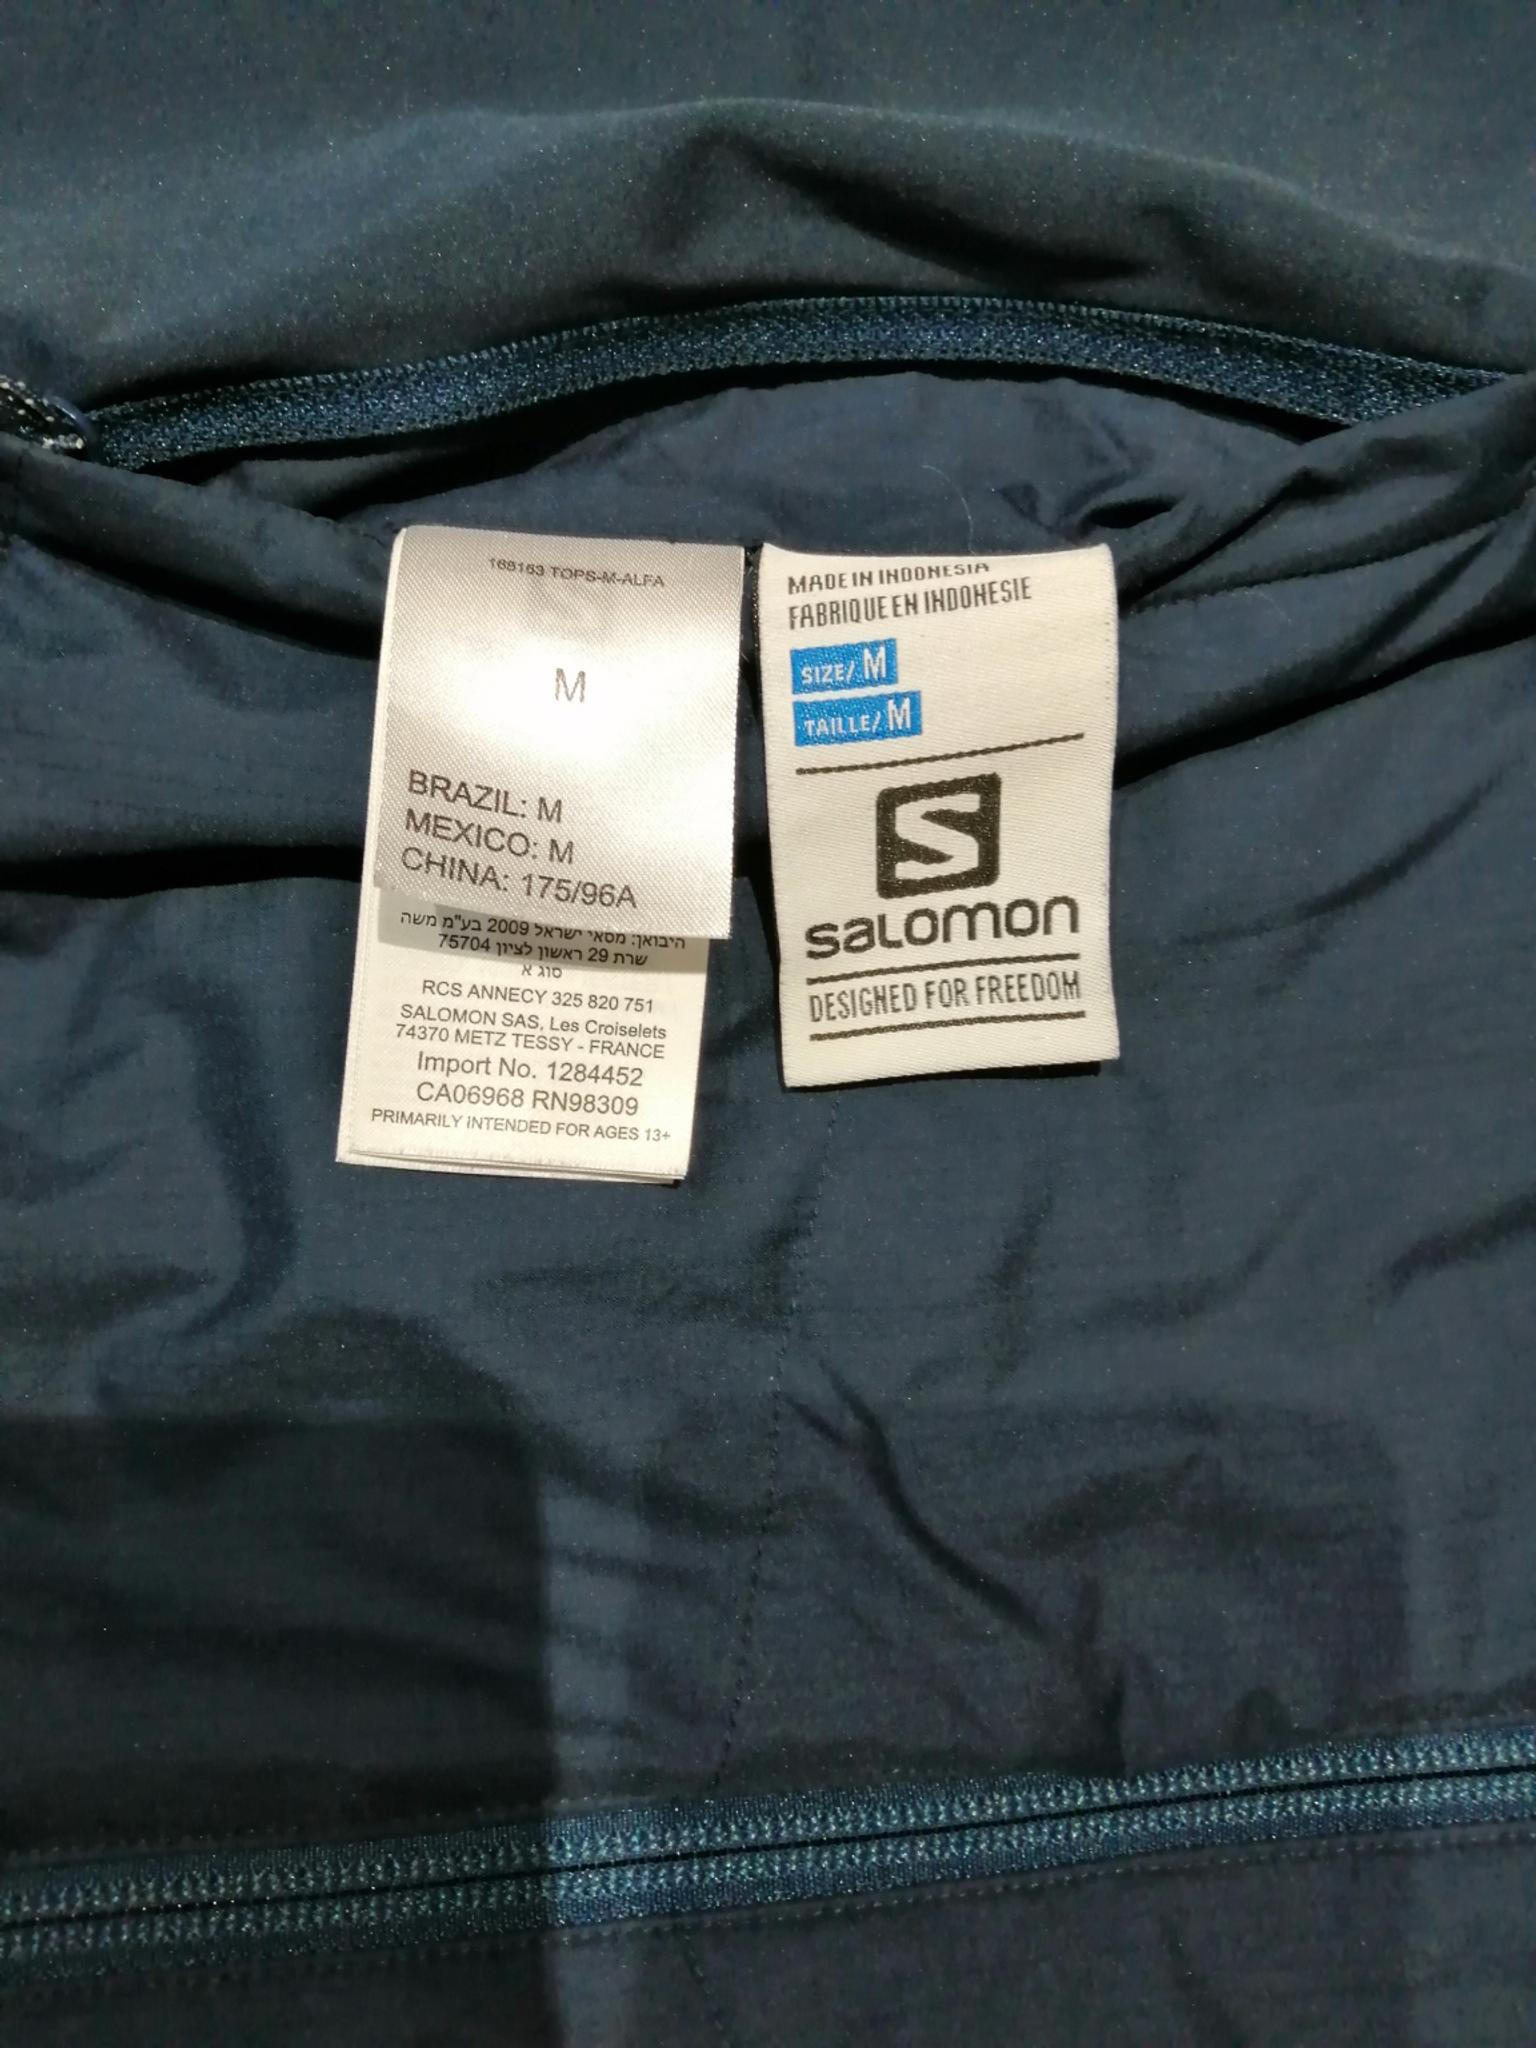 168163 TOPS-M-ALFA
M
BRAZIL: M
MEXICO: M
CHINA: 175/96A
היבואן: מסאי ישראל 2009 בע"מ משה
שרת 29 ראשון לציון 75704
סוג א
RCS ANNECY 325 820 751
SALOMON SAS, Les Croiselets
74370 METZ TESSY - FRANCE
Import No. 1284452
CA06968 RN98309
PRIMARILY INTENDED FOR AGES 13+
MADE IN INDONESIA
FABRIQUE EN INDONESIE
SIZE/ M
TAILLE/ M
S
SALOMON
DESIGNED FOR FREEDOM